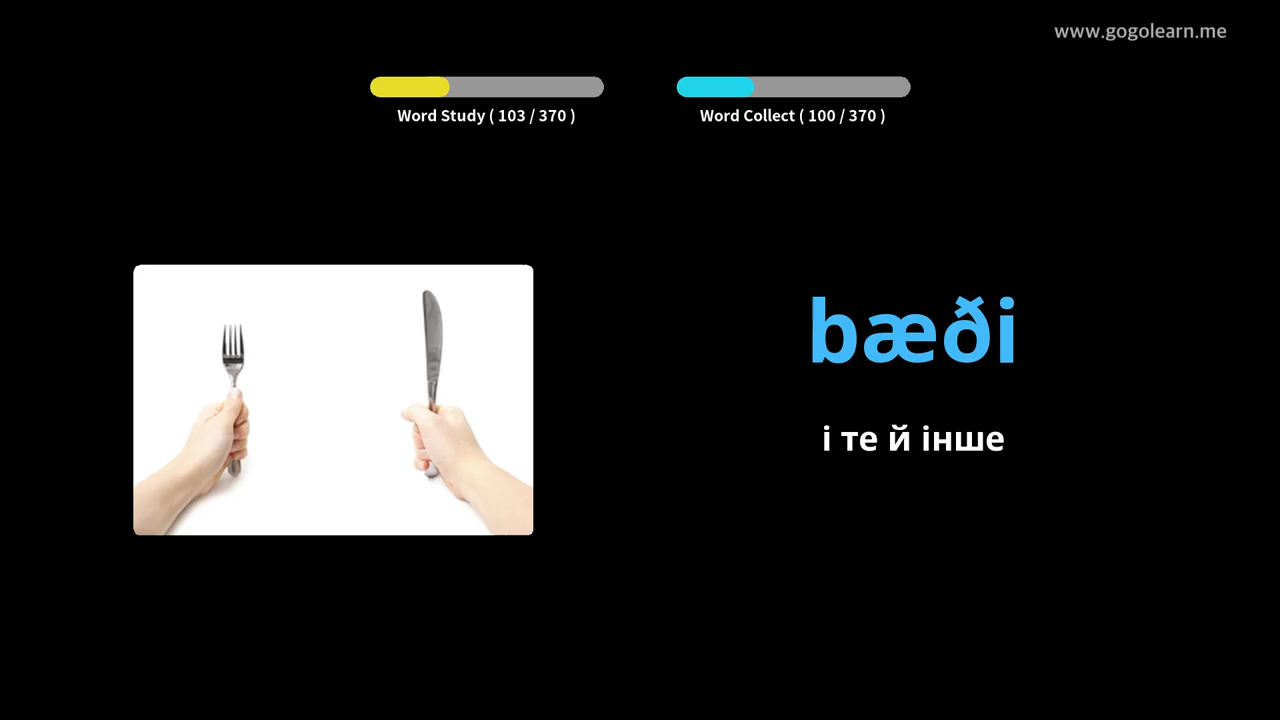 www.gogolearn.me
Word Study ( 103 / 370 )
Word Collect ( 100 / 370 )
bæði
і те й інше